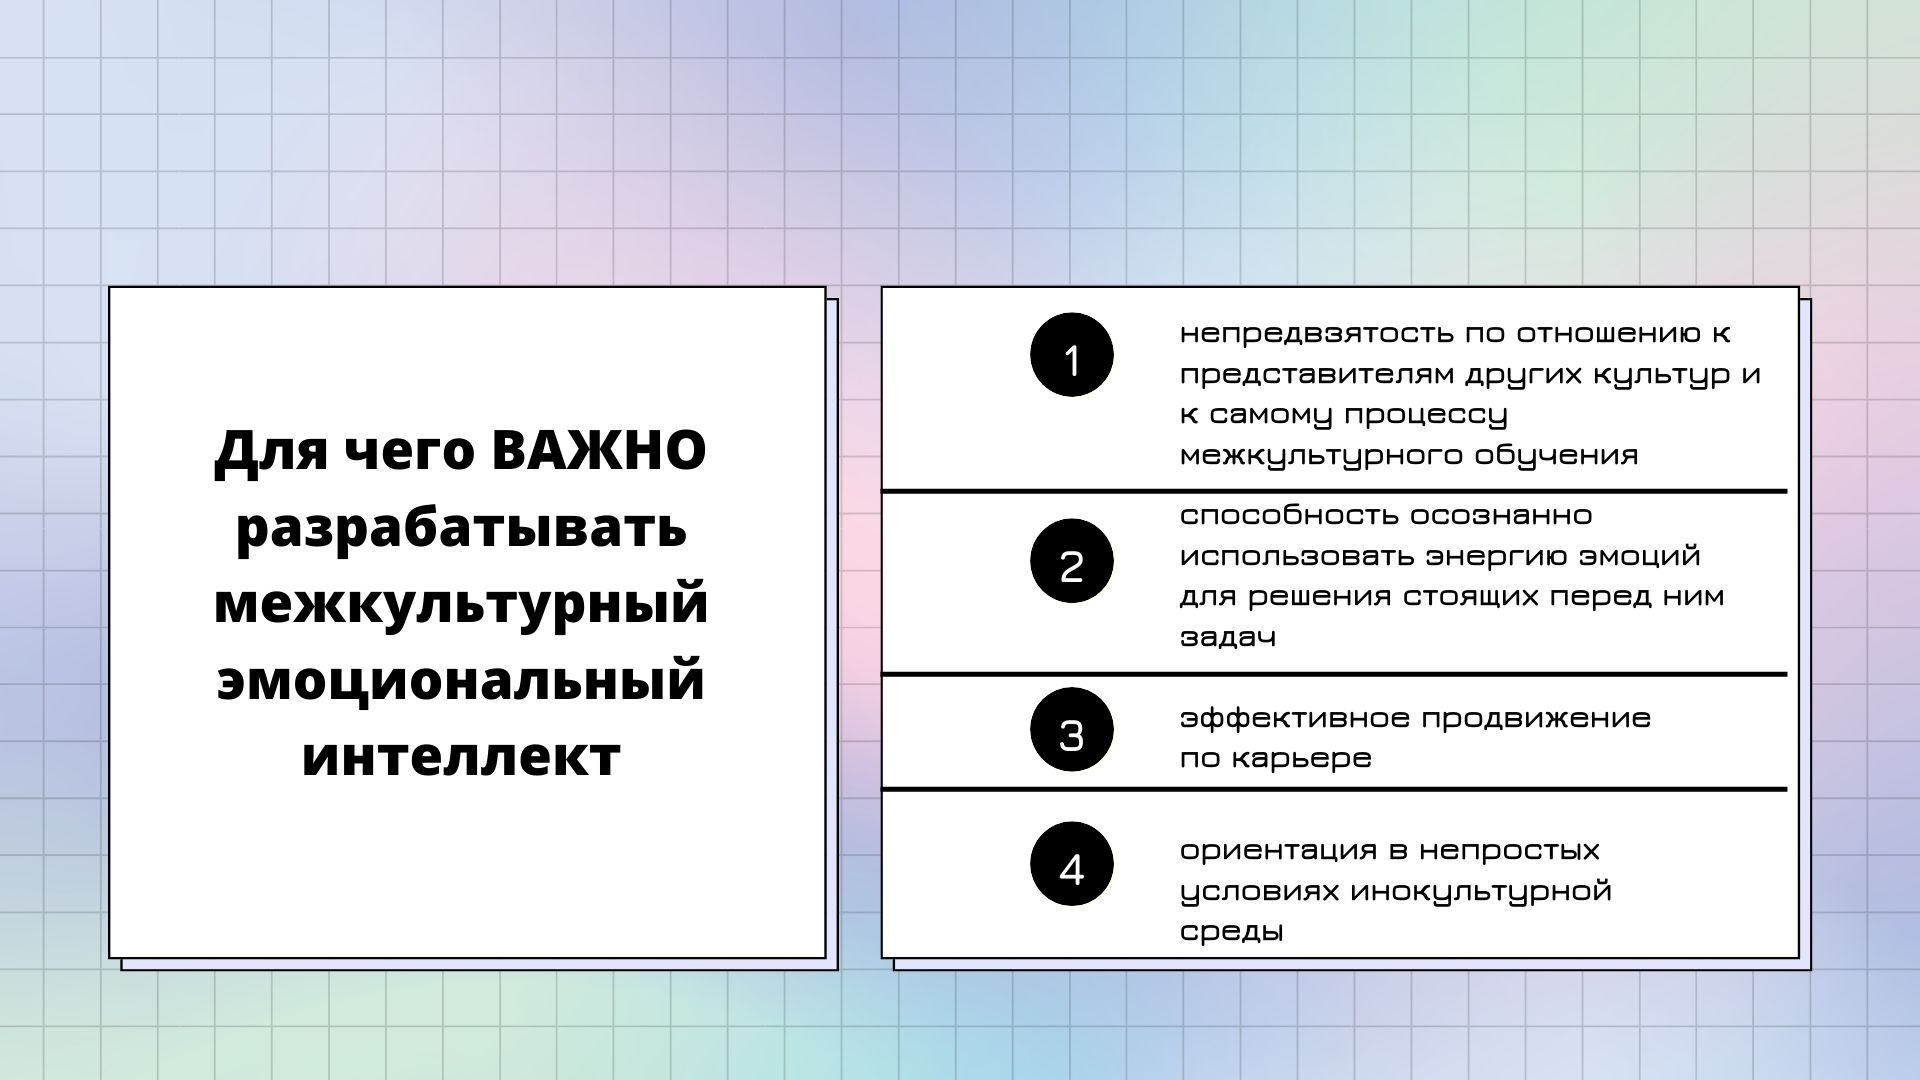 Для чего ВАЖНО
разрабатывать
межкультурный
эмоциональный
интеллект
1
непредвзятость по отношению к
представителям других культур и
к самому процессу
межкультурного обучения
2
способность осознанно
использовать энергию эмоций
для решения стоящих перед ним
задач
3
эффективное продвижение
по карьере
4
ориентация в непростых
условиях инокультурной
среды